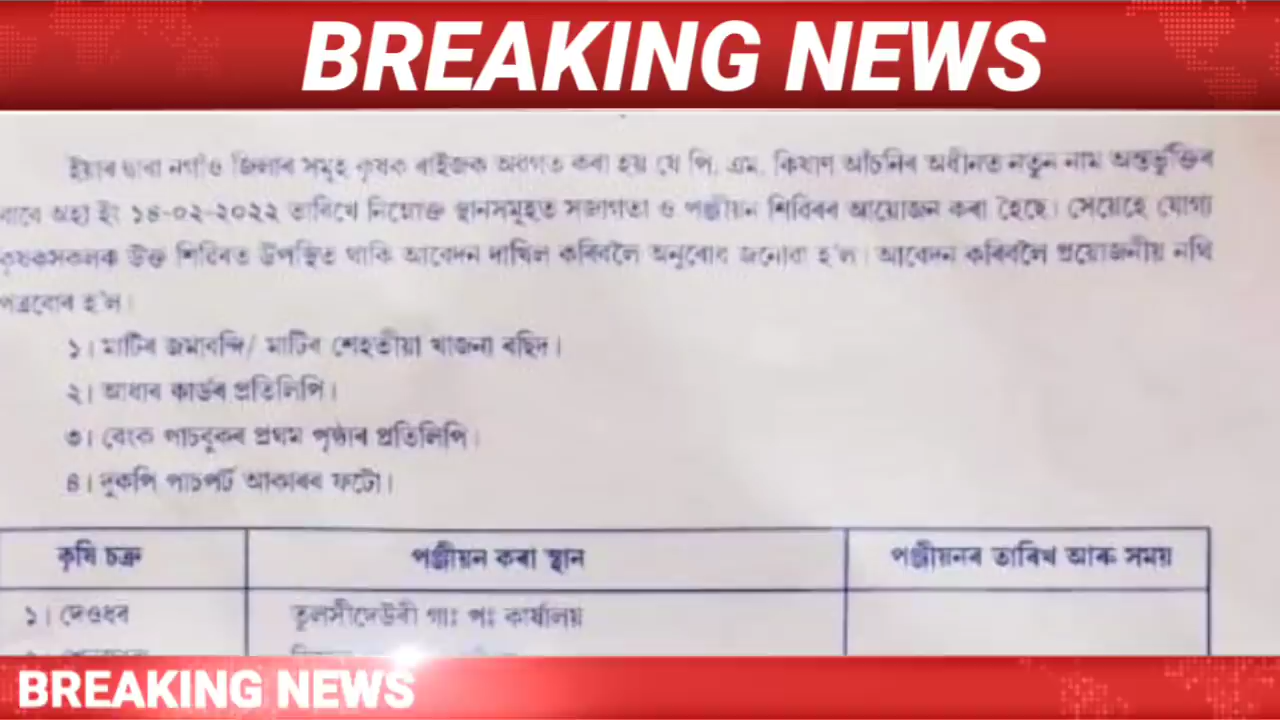 BREAKING NEWS
ইয়াৰ দ্বাৰা নগাঁও জিলাৰ সমূহ কৃষক ৰাইজক অৱগত কৰা হয় যে পি. এম. কিষাণ আঁচনিৰ অধীনত নতুন নাম অন্তৰ্ভুক্তিৰ
বাবে অহা ইং ১৪-০২-২০২২ তাৰিখে নিম্নোক্ত স্থানসমূহত সজাগতা ও পঞ্জীয়ন শিবিৰৰ আয়োজন কৰা হৈছে। সেয়েহে যোগ্য
কৃষকসকলক উক্ত শিবিৰত উপস্থিত থাকি আবেদন দাখিল কৰিবলৈ অনুৰোধ জনোৱা হ'ল। আবেদন কৰিবলৈ প্ৰয়োজনীয় নথি
পত্ৰবোৰ হ'ল।
১। মাটিৰ জমাবন্দি/ মাটিৰ শেহতীয়া খাজনা ৰছিদ।
২। আধাৰ কাৰ্ডৰ প্ৰতিলিপি।
৩। বেংক পাচবুকৰ প্ৰথম পৃষ্ঠাৰ প্ৰতিলিপি।
৪। দুকপি পাচপৰ্ট আকাৰৰ ফটো।
কৃষি চক্ৰ পঞ্জীয়ন কৰা স্থান পঞ্জীয়নৰ তাৰিখ আৰু সময়
১। দেওধৰ তুলসীদেউৰী গাঃ পঃ কাৰ্যালয়
BREAKING NEWS